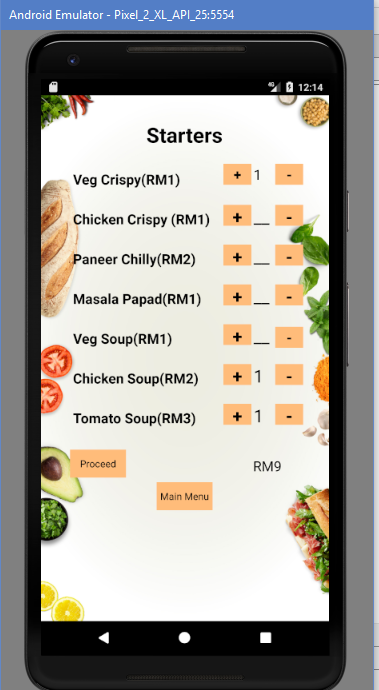 Android Emulator - Pixel_2_XL_API_25:5554
4G 12:14
Starters
Veg Crispy(RM1) + 1 -
Chicken Crispy (RM1) + __ -
Paneer Chilly(RM2) + __ -
Masala Papad(RM1) + __ -
Veg Soup(RM1) + __ -
Chicken Soup(RM2) + 1 -
Tomato Soup(RM3) + 1 -
Proceed RM9
Main Menu